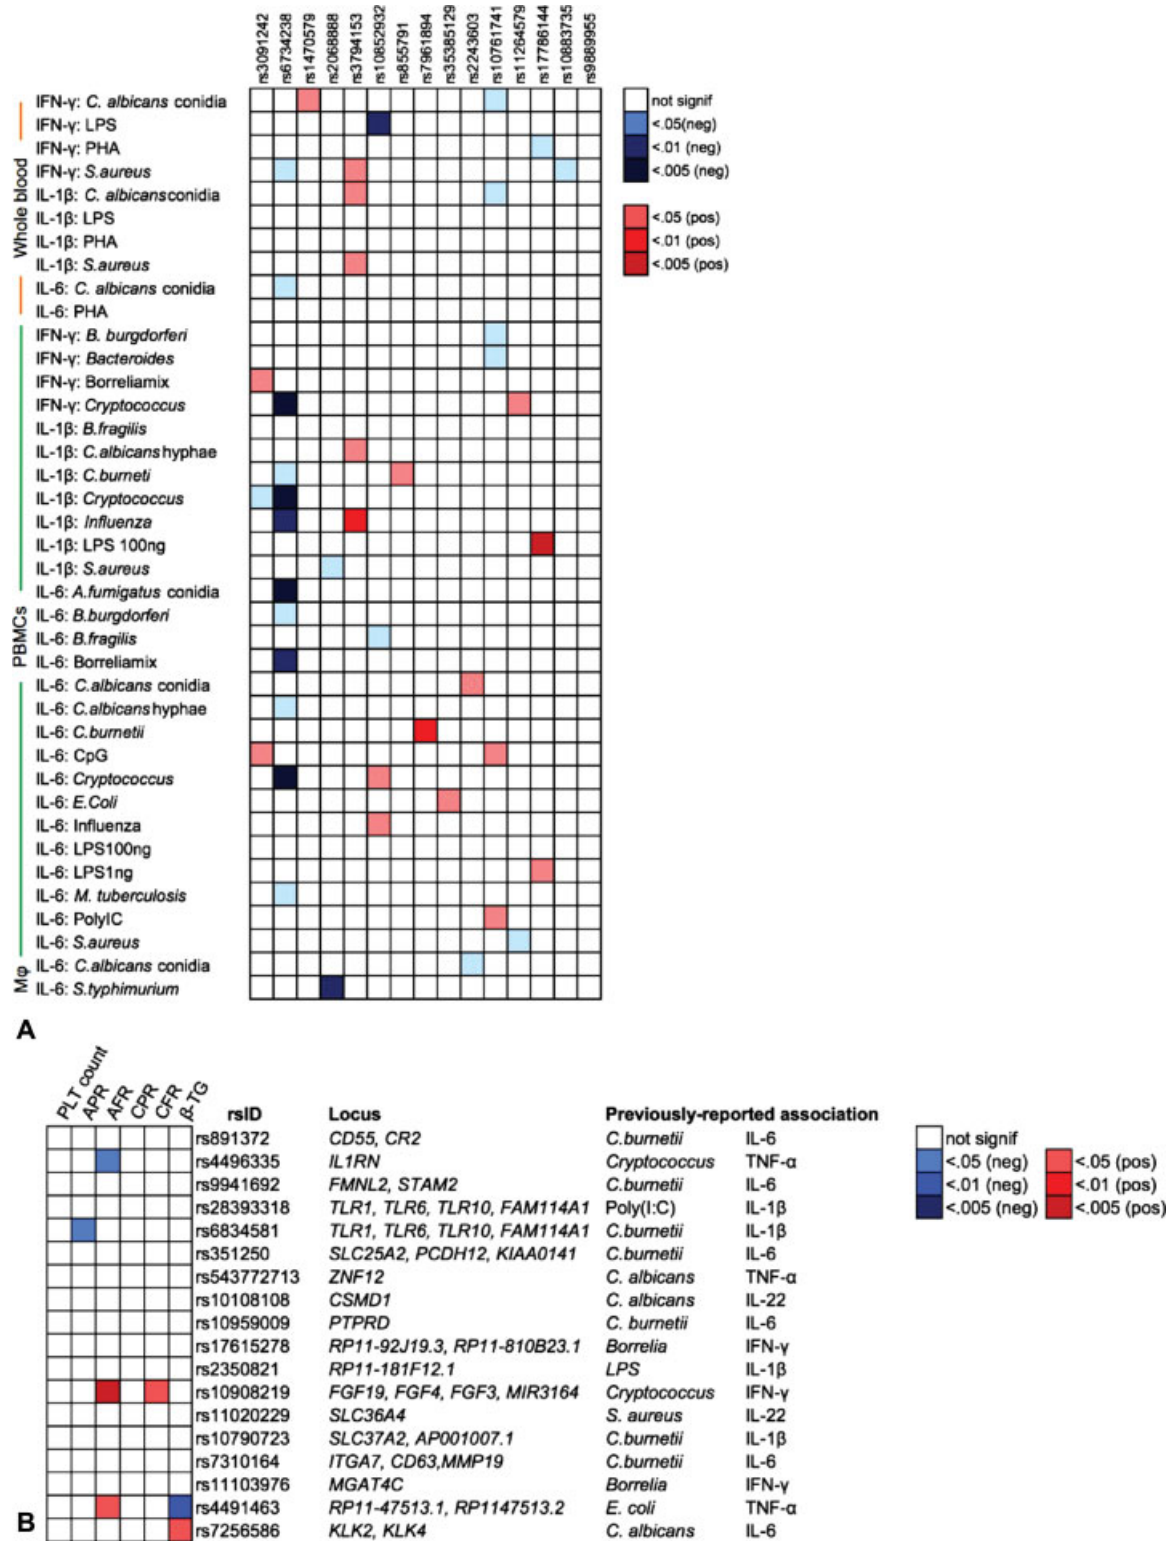 rs3091242
rs6734238
rs1470579
rs2068888
rs3794153
rs10852932
rs855791
rs7961894
rs35385129
rs2243603
rs10761741
rs11264579
rs17786144
rs10883735
rs9889955
Whole blood
IFN-γ: C. albicans conidia
IFN-γ: LPS
IFN-γ: PHA
IFN-γ: S.aureus
IL-1β: C. albicansconidia
IL-1β: LPS
IL-1β: PHA
IL-1β: S.aureus
IL-6: C. albicans conidia
IL-6: PHA
PBMCs
IFN-γ: B. burgdorferi
IFN-γ: Bacteroides
IFN-γ: Borreliamix
IFN-γ: Cryptococcus
IL-1β: B.fragilis
IL-1β: C.albicanshyphae
IL-1β: C.burneti
IL-1β: Cryptococcus
IL-1β: Influenza
IL-1β: LPS 100ng
IL-1β: S.aureus
IL-6: A.fumigatus conidia
IL-6: B.burgdorferi
IL-6: B.fragilis
IL-6: Borreliamix
IL-6: C.albicans conidia
IL-6: C.albicanshyphae
IL-6: C.burnetii
IL-6: CpG
IL-6: Cryptococcus
IL-6: E.Coli
IL-6: Influenza
IL-6: LPS100ng
IL-6: LPS1ng
IL-6: M. tuberculosis
IL-6: PolyIC
IL-6: S.aureus
Mφ
IL-6: C.albicans conidia
IL-6: S.typhimurium
not signif
<.05(neg)
<.01 (neg)
<.005 (neg)
<.05 (pos)
<.01 (pos)
<.005 (pos)
A
PLT count
APR
AFR
CPR
CFR
β-TG
rsID Locus Previously-reported association
rs891372 CD55, CR2 C.burnetii IL-6
rs4496335 IL1RN Cryptococcus TNF-α
rs9941692 FMNL2, STAM2 C.burnetii IL-6
rs28393318 TLR1, TLR6, TLR10, FAM114A1 Poly(I:C) IL-1β
rs6834581 TLR1, TLR6, TLR10, FAM114A1 C.burnetii IL-1β
rs351250 SLC25A2, PCDH12, KIAA0141 C.burnetii IL-6
rs543772713 ZNF12 C. albicans TNF-α
rs10108108 CSMD1 C. albicans IL-22
rs10959009 PTPRD C. burnetii IL-6
rs17615278 RP11-92J19.3, RP11-810B23.1 Borrelia IFN-γ
rs2350821 RP11-181F12.1 LPS IL-1β
rs10908219 FGF19, FGF4, FGF3, MIR3164 Cryptococcus IFN-γ
rs11020229 SLC36A4 S. aureus IL-22
rs10790723 SLC37A2, AP001007.1 C.burnetii IL-1β
rs7310164 ITGA7, CD63,MMP19 C.burnetii IL-6
rs11103976 MGAT4C Borrelia IFN-γ
rs4491463 RP11-47513.1, RP1147513.2 E. coli TNF-α
rs7256586 KLK2, KLK4 C. albicans IL-6
not signif
<.05 (neg) <.05 (pos)
<.01 (neg) <.01 (pos)
<.005 (neg) <.005 (pos)
B